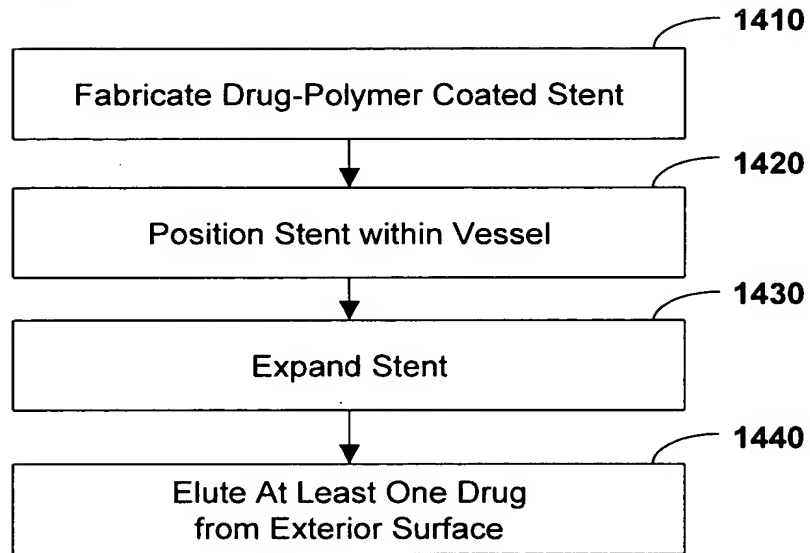 1410
Fabricate Drug-Polymer Coated Stent
1420
Position Stent within Vessel
1430
Expand Stent
1440
Elute At Least One Drug
from Exterior Surface